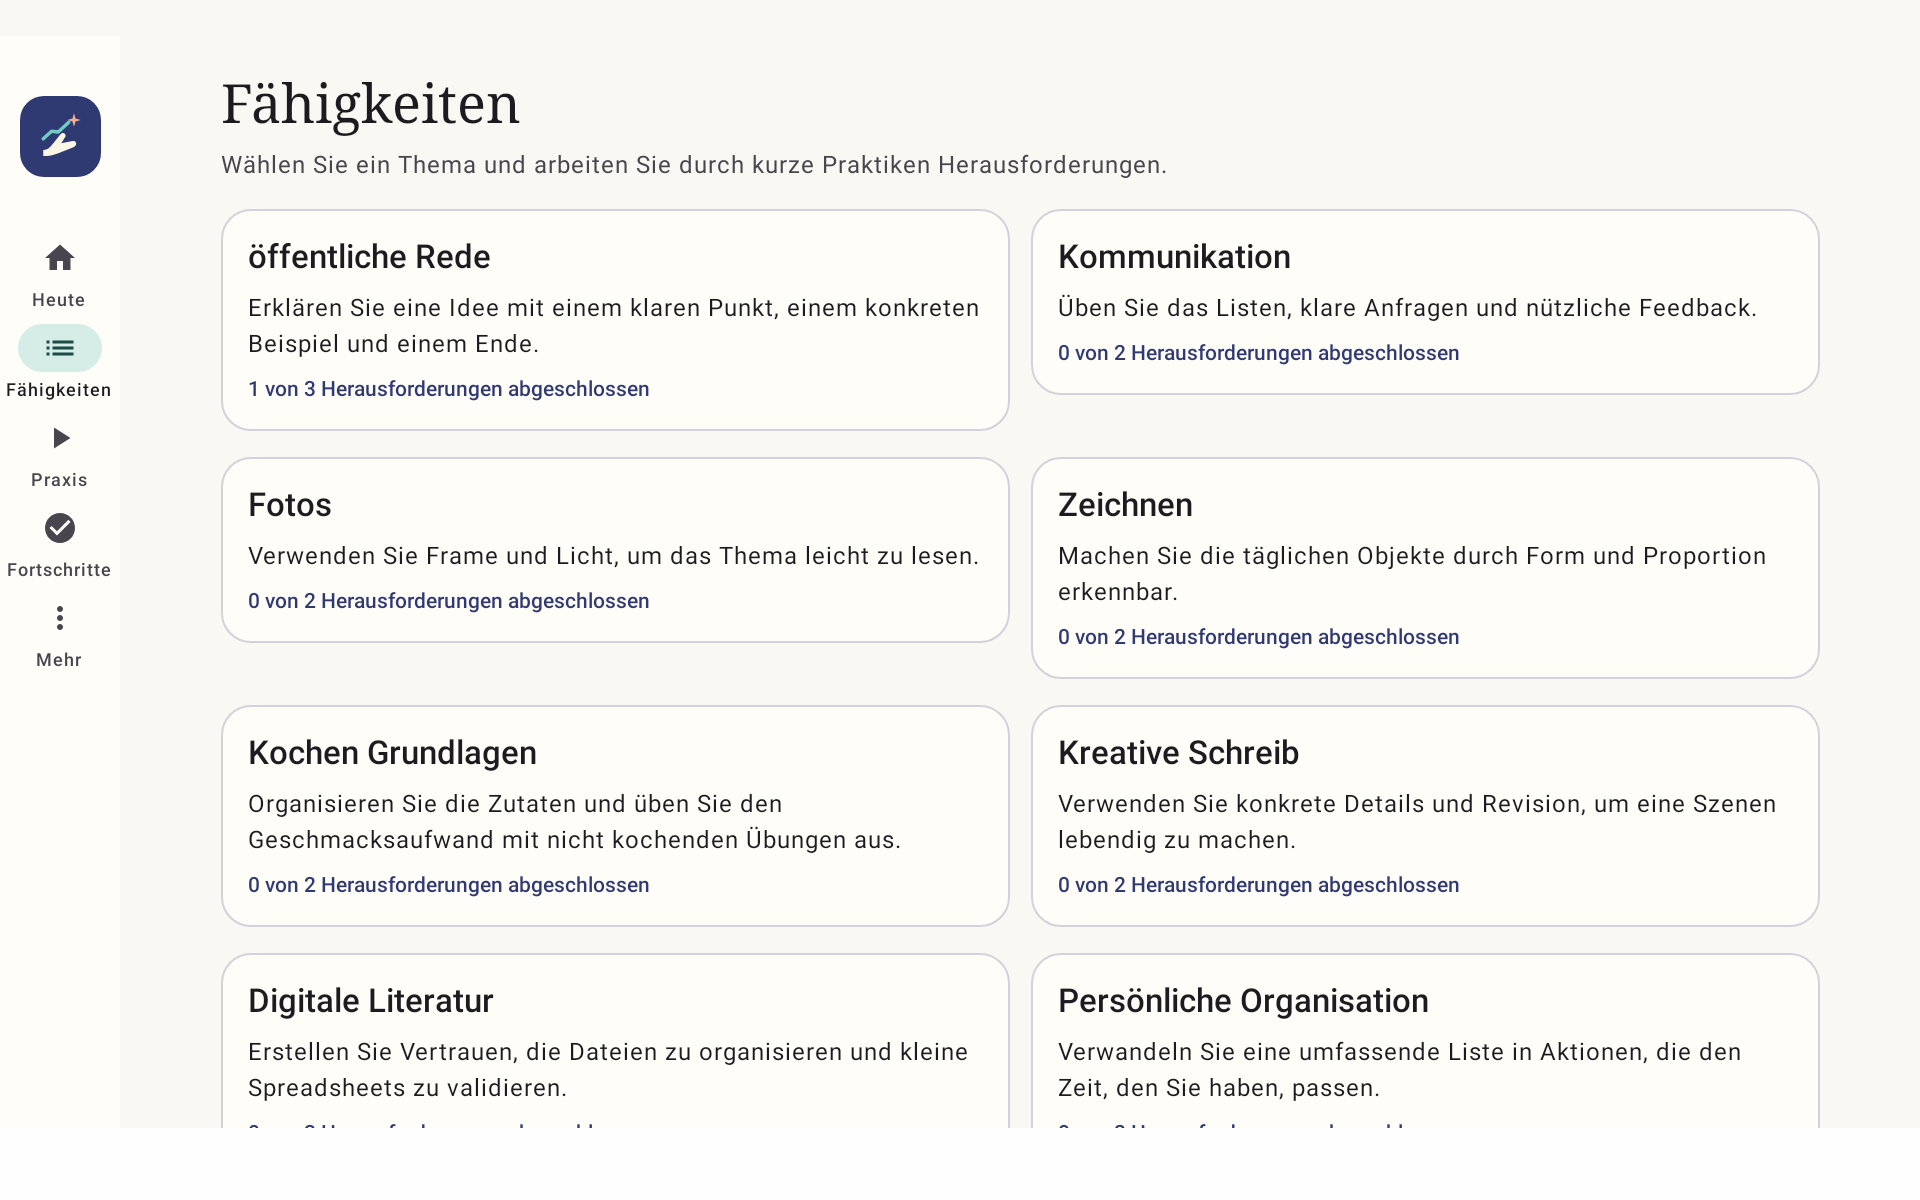 Fähigkeiten
Wählen Sie ein Thema und arbeiten Sie durch kurze Praktiken Herausforderungen.
Heute
Fähigkeiten
Praxis
Fortschritte
Mehr
öffentliche Rede
Erklären Sie eine Idee mit einem klaren Punkt, einem konkreten
Beispiel und einem Ende.
1 von 3 Herausforderungen abgeschlossen
Kommunikation
Üben Sie das Listen, klare Anfragen und nützliche Feedback.
0 von 2 Herausforderungen abgeschlossen
Fotos
Verwenden Sie Frame und Licht, um das Thema leicht zu lesen.
0 von 2 Herausforderungen abgeschlossen
Zeichnen
Machen Sie die täglichen Objekte durch Form und Proportion
erkennbar.
0 von 2 Herausforderungen abgeschlossen
Kochen Grundlagen
Organisieren Sie die Zutaten und üben Sie den
Geschmacksaufwand mit nicht kochenden Übungen aus.
0 von 2 Herausforderungen abgeschlossen
Kreative Schreib
Verwenden Sie konkrete Details und Revision, um eine Szenen
lebendig zu machen.
0 von 2 Herausforderungen abgeschlossen
Digitale Literatur
Erstellen Sie Vertrauen, die Dateien zu organisieren und kleine
Spreadsheets zu validieren.
Persönliche Organisation
Verwandeln Sie eine umfassende Liste in Aktionen, die den
Zeit, den Sie haben, passen.